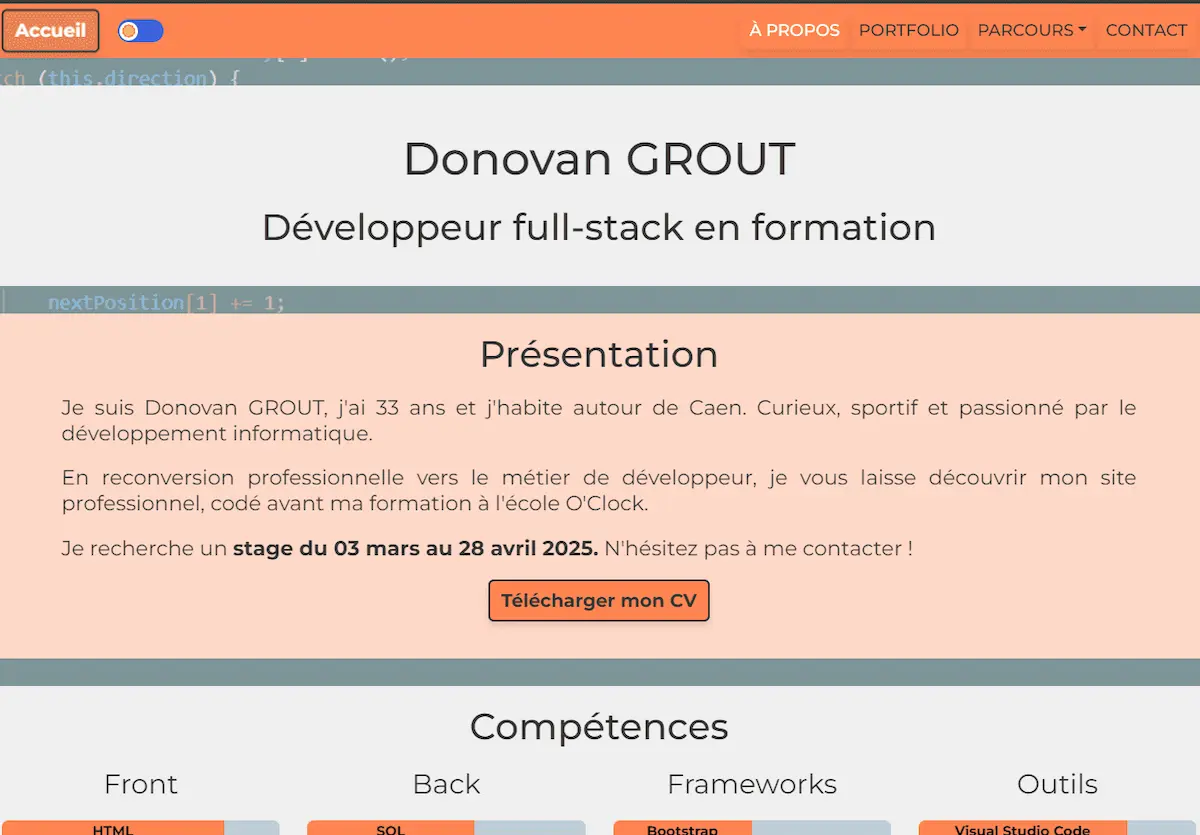 Accueil
À PROPOS
PORTFOLIO
PARCOURS
CONTACT
(this.direction) {
Donovan GROUT
Développeur full-stack en formation
nextPosition[1] += 1;
Présentation
Je suis Donovan GROUT, j'ai 33 ans et j'habite autour de Caen. Curieux, sportif et passionné par le
développement informatique.
En reconversion professionnelle vers le métier de développeur, je vous laisse découvrir mon site
professionnel, codé avant ma formation à l'école O'Clock.
Je recherche un stage du 03 mars au 28 avril 2025. N'hésitez pas à me contacter !
Télécharger mon CV
Compétences
Front
Back
Frameworks
Outils
HTML
SQL
Bootstrap
Visual Studio Code